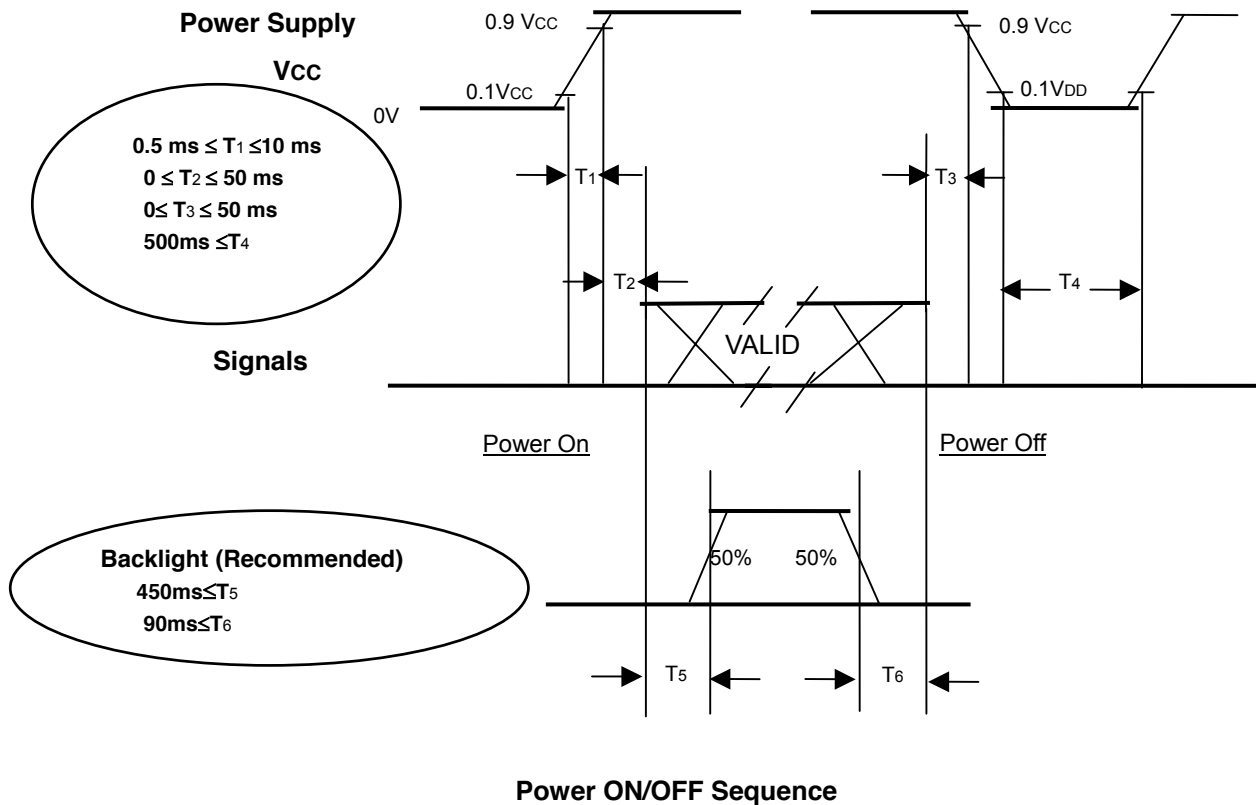 Power Supply
VCC
0.9 VCC
0.1VCC
0V
0.9 VCC
0.1VDD
0.5 ms ≤ T1 ≤10 ms
0 ≤ T2 ≤ 50 ms
0≤ T3 ≤ 50 ms
500ms ≤T4
T1
T3
T2
T4
VALID
Signals
Power On
Power Off
Backlight (Recommended)
450ms≤T5
90ms≤T6
50%
50%
T5
T6
Power ON/OFF Sequence